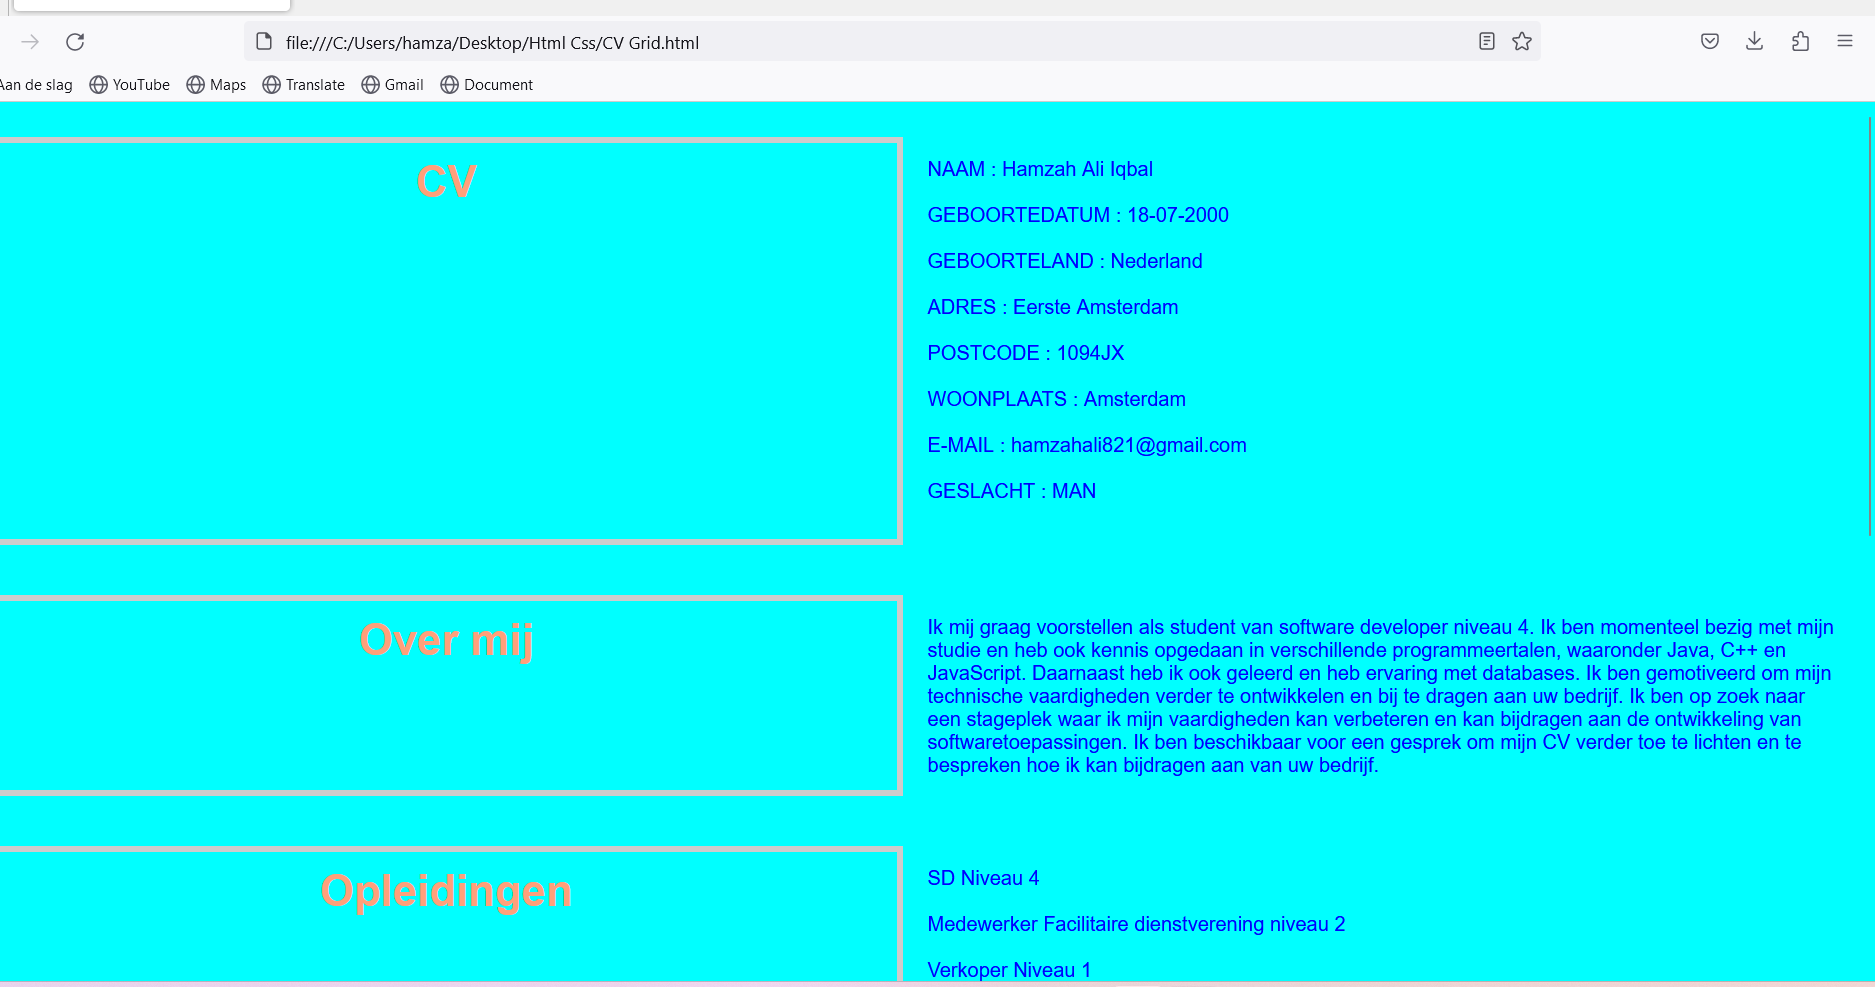 file:///C:/Users/hamza/Desktop/Html Css/CV Grid.html
Aan de slag YouTube Maps Translate Gmail Document
CV
NAAM : Hamzah Ali Iqbal
GEBOORTEDATUM : 18-07-2000
GEBOORTELAND : Nederland
ADRES : Eerste Amsterdam
POSTCODE : 1094JX
WOONPLAATS : Amsterdam
E-MAIL : hamzahali821@gmail.com
GESLACHT : MAN
Over mij
Ik mij graag voorstellen als student van software developer niveau 4. Ik ben momenteel bezig met mijn
studie en heb ook kennis opgedaan in verschillende programmeertalen, waaronder Java, C++ en
JavaScript. Daarnaast heb ik ook geleerd en heb ervaring met databases. Ik ben gemotiveerd om mijn
technische vaardigheden verder te ontwikkelen en bij te dragen aan uw bedrijf. Ik ben op zoek naar
een stageplek waar ik mijn vaardigheden kan verbeteren en kan bijdragen aan de ontwikkeling van
softwaretoepassingen. Ik ben beschikbaar voor een gesprek om mijn CV verder toe te lichten en te
bespreken hoe ik kan bijdragen aan van uw bedrijf.
Opleidingen
SD Niveau 4
Medewerker Facilitaire dienstverening niveau 2
Verkoper Niveau 1